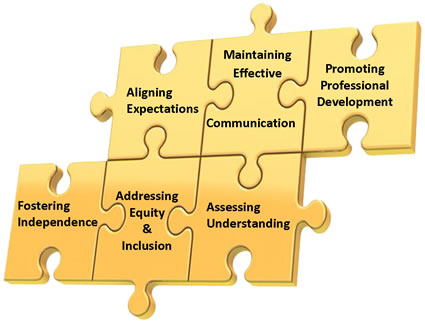 Maintaining
Effective
Communication
Aligning
Expectations
Promoting
Professional
Development
Fostering
Independence
Addressing
Equity
&
Inclusion
Assessing
Understanding